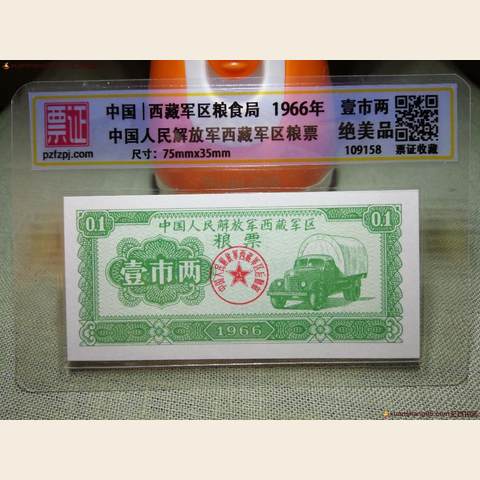 票证
pzfzpj.com
中国|西藏军区粮食局 1966年
中国人民解放军西藏军区粮票
尺寸:75mmx35mm
壹市两
绝美品
109158 票证收藏
0.1 0.1
中国人民解放军西藏军区
粮票
壹市两
1966